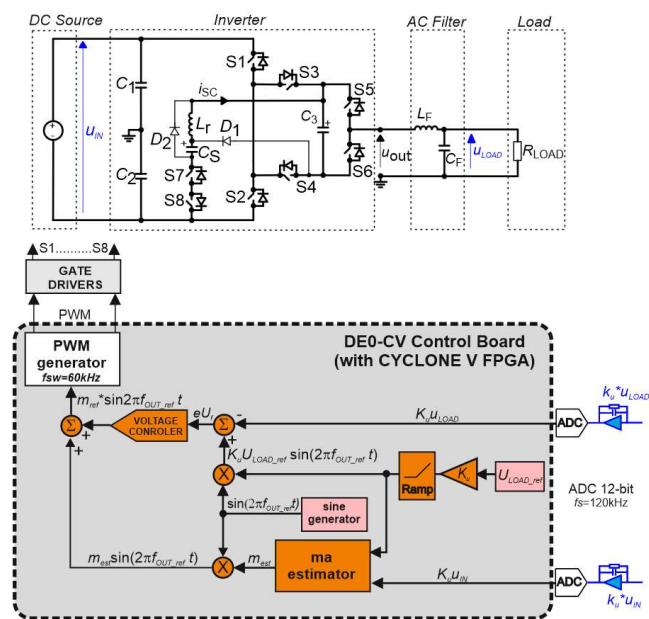 DC Source
Inverter
AC Filter
Load
S1
S3
S5
C1
iSC
LF
Lr
D1
C3
+
D2
uIN
+
CS
uout
CF
uLOAD
RLOAD
C2
S7
S4
S6
S2
S8
S1..........S8
GATE
DRIVERS
PWM
PWM
generator
fsw=60kHz
DE0-CV Control Board
(with CYCLONE V FPGA)
mref*sin2πfOUT_ref t)
ku*uLOAD
Σ
+
+
VOLTAGE
CONROLER
eUr
Σ
-
+
KuuLOAD
ADC
KuULOAD_ref sin(2πfOUT_ref t)
X
Ramp
Ku
ULOAD_ref
ADC 12-bit
fs=120kHz
sin(2πfOUT_ref t)
sine
generator
mestsin(2πfOUT_ref t)
X
mest
ma
estimator
KuuIN
ADC
ku*uIN